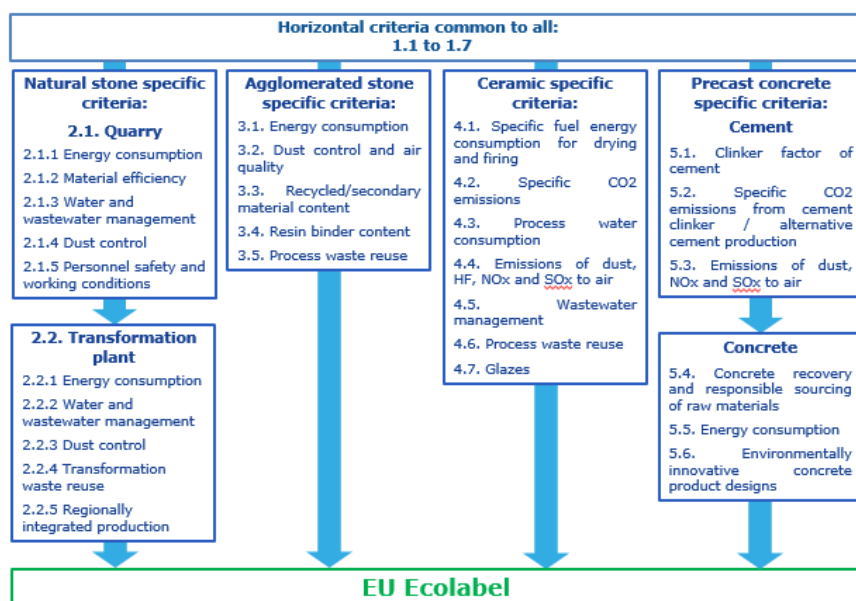 Horizontal criteria common to all:
1.1 to 1.7
Natural stone specific
criteria:
2.1. Quarry
2.1.1 Energy consumption
2.1.2 Material efficiency
2.1.3 Water and
wastewater management
2.1.4 Dust control
2.1.5 Personnel safety and
working conditions
2.2. Transformation
plant
2.2.1 Energy consumption
2.2.2 Water and
wastewater management
2.2.3 Dust control
2.2.4 Transformation
waste reuse
2.2.5 Regionally
integrated production
Agglomerated stone
specific criteria:
3.1. Energy consumption
3.2. Dust control and air
quality
3.3. Recycled/secondary
material content
3.4. Resin binder content
3.5. Process waste reuse
Ceramic specific
criteria:
4.1. Specific fuel energy
consumption for drying
and firing
4.2. Specific CO2
emissions
4.3. Process water
consumption
4.4. Emissions of dust,
HF, NOx and SOx to air
4.5. Wastewater
management
4.6. Process waste reuse
4.7. Glazes
Precast concrete
specific criteria:
Cement
5.1. Clinker factor of
cement
5.2. Specific CO2
emissions from cement
clinker / alternative
cement production
5.3. Emissions of dust,
NOx and SOx to air
Concrete
5.4. Concrete recovery
and responsible sourcing
of raw materials
5.5. Energy consumption
5.6. Environmentally
innovative concrete
product designs
EU Ecolabel